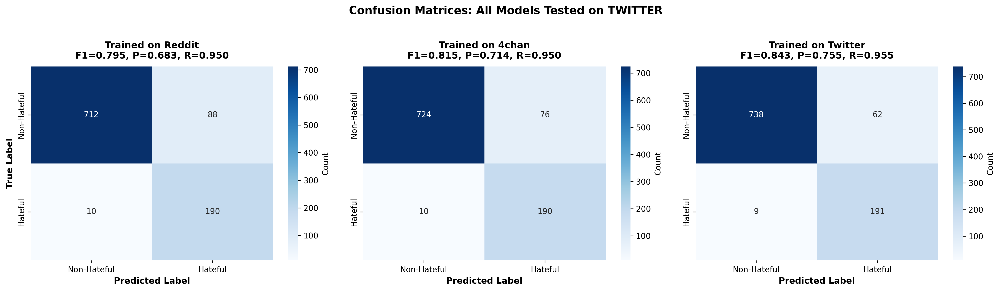 Confusion Matrices: All Models Tested on TWITTER
Trained on Reddit
F1=0.795, P=0.683, R=0.950
True Label
Non-Hateful
Hateful
712
88
10
190
Non-Hateful
Hateful
Predicted Label
700
600
500
400
300
200
100
Count
Trained on 4chan
F1=0.815, P=0.714, R=0.950
Non-Hateful
Hateful
724
76
10
190
Non-Hateful
Hateful
Predicted Label
700
600
500
400
300
200
100
Count
Trained on Twitter
F1=0.843, P=0.755, R=0.955
Non-Hateful
Hateful
738
62
9
191
Non-Hateful
Hateful
Predicted Label
700
600
500
400
300
200
100
Count